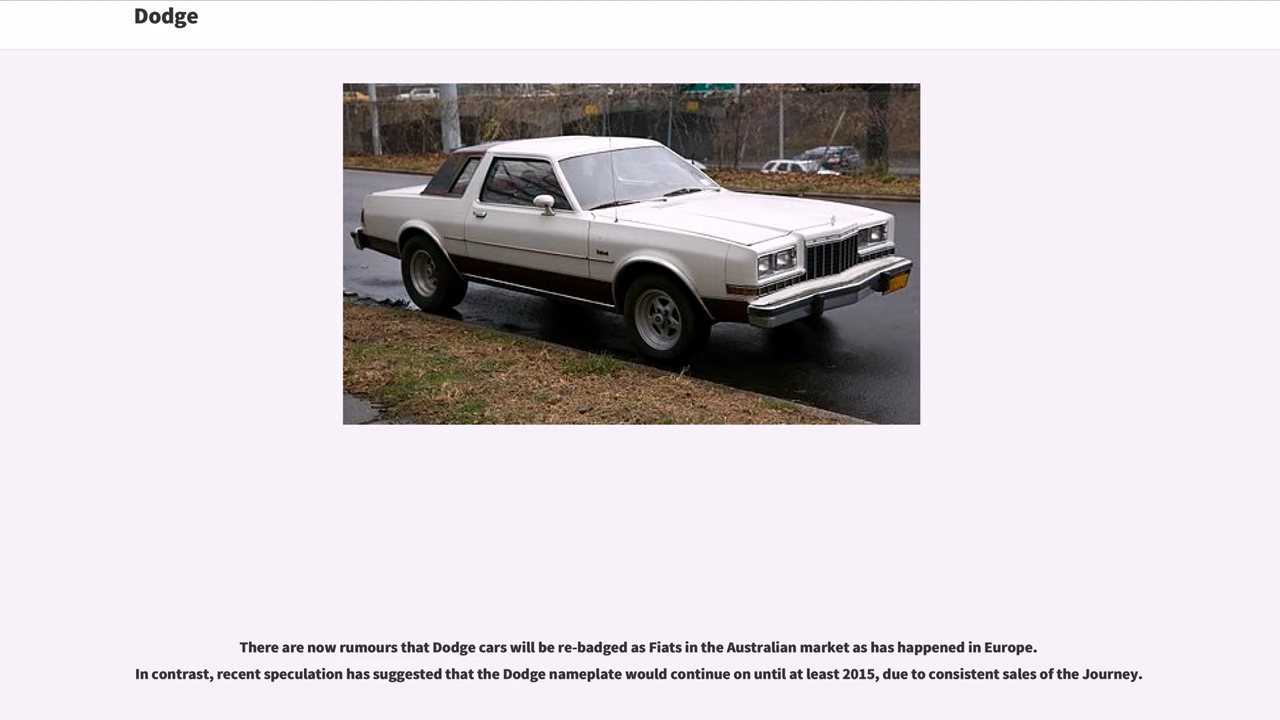 Dodge
There are now rumours that Dodge cars will be re-badged as Fiats in the Australian market as has happened in Europe.
In contrast, recent speculation has suggested that the Dodge nameplate would continue on until at least 2015, due to consistent sales of the Journey.